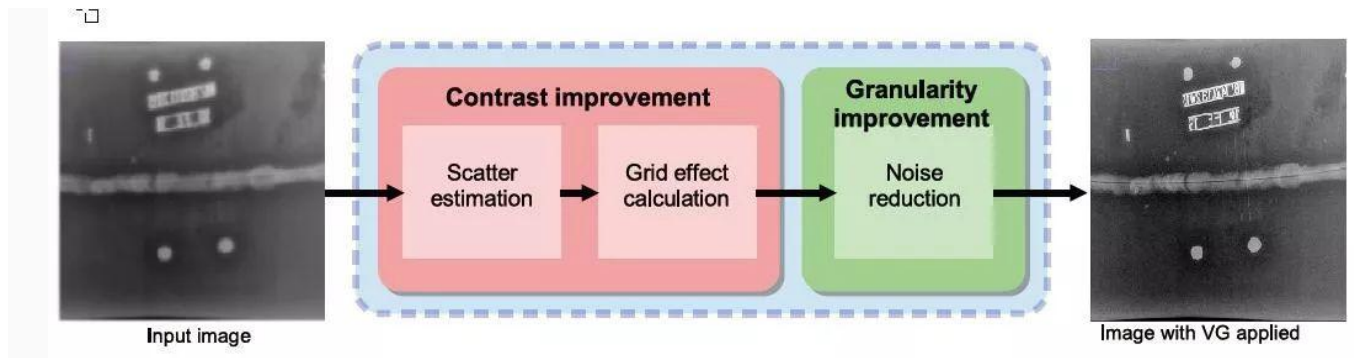 Contrast improvement
Granularity
improvement
Scatter
estimation
Grid effect
calculation
Noise
reduction
Input image
Image with VG applied